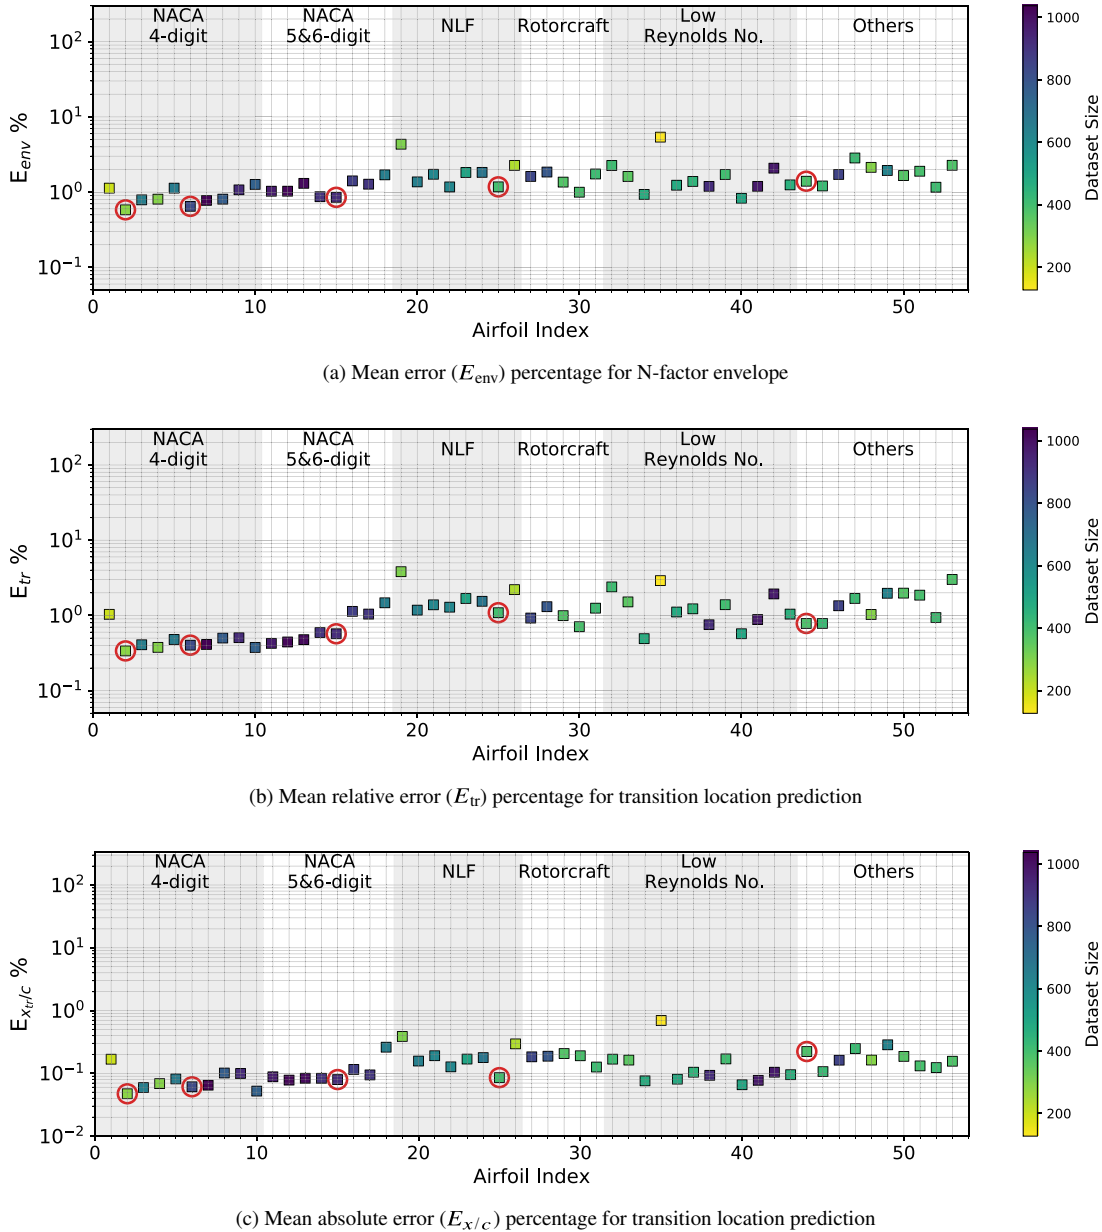 NACA
4-digit
NACA
5&6-digit
NLF
Rotorcraft
Low
Reynolds No.
Others
10²
10¹
10⁰
10⁻¹
E_env %
0 10 20 30 40 50
Airfoil Index
1000
800
600
400
200
Dataset Size
(a) Mean error (E_env) percentage for N-factor envelope
NACA
4-digit
NACA
5&6-digit
NLF
Rotorcraft
Low
Reynolds No.
Others
10²
10¹
10⁰
10⁻¹
E_tr %
0 10 20 30 40 50
Airfoil Index
1000
800
600
400
200
Dataset Size
(b) Mean relative error (E_tr) percentage for transition location prediction
NACA
4-digit
NACA
5&6-digit
NLF
Rotorcraft
Low
Reynolds No.
Others
10²
10¹
10⁰
10⁻¹
10⁻²
E_x_tr/c %
0 10 20 30 40 50
Airfoil Index
1000
800
600
400
200
Dataset Size
(c) Mean absolute error (E_x/c) percentage for transition location prediction